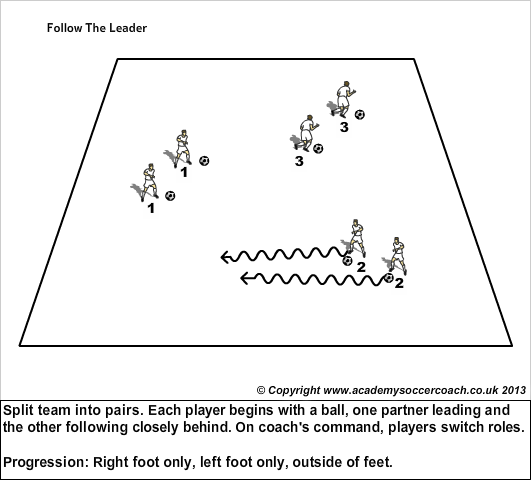 Follow The Leader
3
3
1
1
2
2
© Copyright www.academysoccercoach.co.uk 2013
Split team into pairs. Each player begins with a ball, one partner leading and
the other following closely behind. On coach's command, players switch roles.
Progression: Right foot only, left foot only, outside of feet.